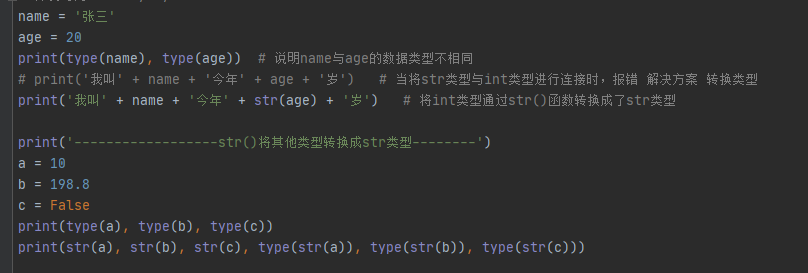 name = '张三'
age = 20
print(type(name), type(age))  # 说明name与age的数据类型不相同
# print('我叫' + name + '今年' + age + '岁')   # 当将str类型与int类型进行连接时，报错 解决方案 转换类型
print('我叫' + name + '今年' + str(age) + '岁')   # 将int类型通过str()函数转换成了str类型
print('------------------str()将其他类型转换成str类型--------')
a = 10
b = 198.8
c = False
print(type(a), type(b), type(c))
print(str(a), str(b), str(c), type(str(a)), type(str(b)), type(str(c)))